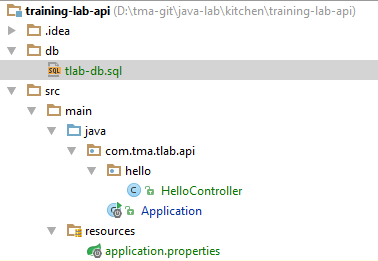 training-lab-api (D:\tma-git\java-lab\kitchen\training-lab-api)
.idea
db
tlab-db.sql
src
main
java
com.tma.tlab.api
hello
HelloController
Application
resources
application.properties